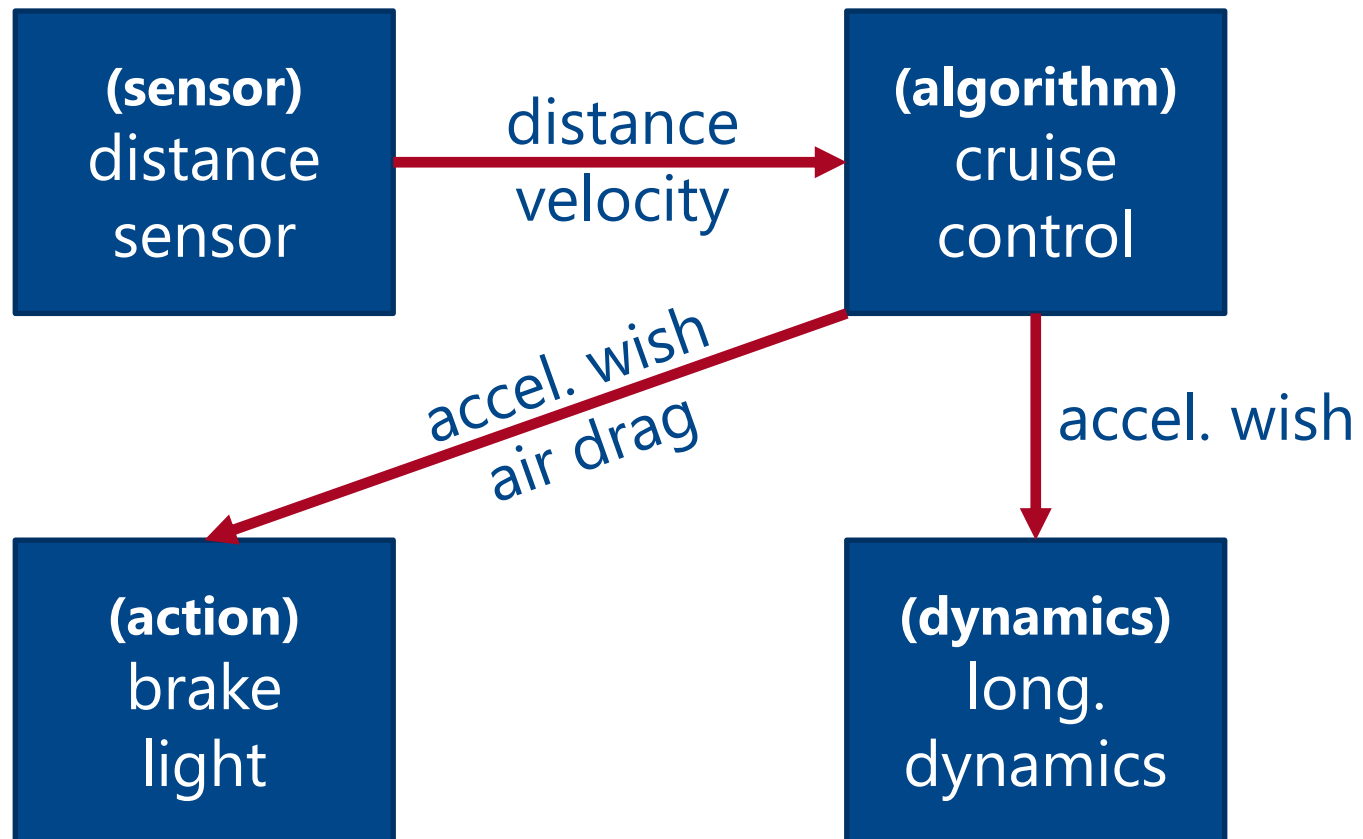 (sensor)
distance
sensor
distance
velocity
(algorithm)
cruise
control
accel. wish
air drag
accel. wish
(action)
brake
light
(dynamics)
long.
dynamics